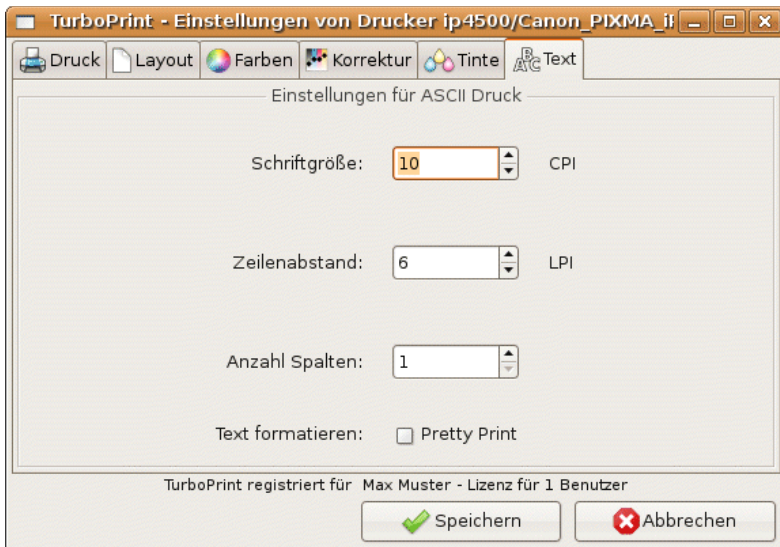 TurboPrint - Einstellungen von Drucker ip4500/Canon_PIXMA_
Druck Layout Farben Korrektur Tinte Text
Einstellungen für ASCII Druck
Schriftgröße: 10 CPI
Zeilenabstand: 6 LPI
Anzahl Spalten: 1
Text formatieren: Pretty Print
TurboPrint registriert für Max Muster - Lizenz für 1 Benutzer
Speichern Abbrechen